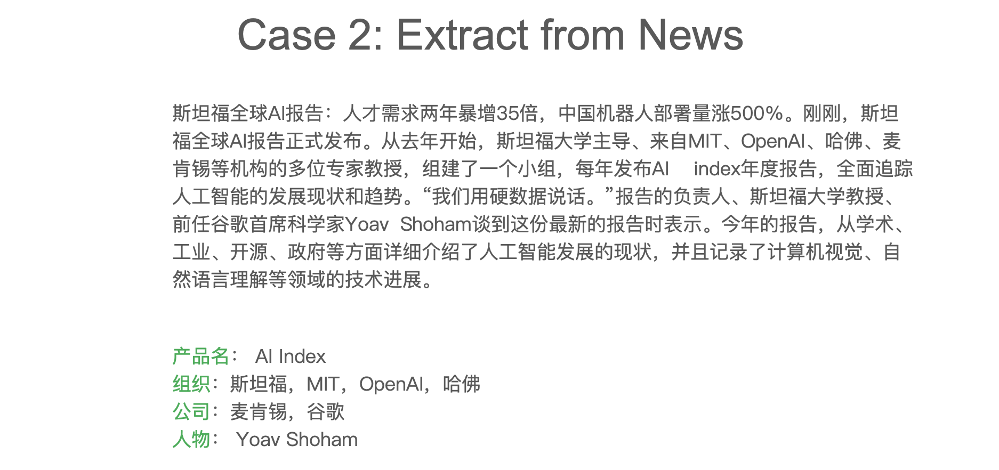 Case 2: Extract from News
斯坦福全球AI报告：人才需求两年暴增35倍，中国机器人部署量涨500%。刚刚，斯坦
福全球AI报告正式发布。从去年开始，斯坦福大学主导、来自MIT、OpenAI、哈佛、麦
肯锡等机构的多位专家教授，组建了一个小组，每年发布AI index年度报告，全面追踪
人工智能的发展现状和趋势。“我们用硬数据说话。”报告的负责人、斯坦福大学教授、
前任谷歌首席科学家Yoav Shoham谈到这份最新的报告时表示。今年的报告，从学术、
工业、开源、政府等方面详细介绍了人工智能发展的现状，并且记录了计算机视觉、自
然语言理解等领域的技术进展。
产品名： AI Index
组织：斯坦福，MIT，OpenAI，哈佛
公司：麦肯锡，谷歌
人物： Yoav Shoham